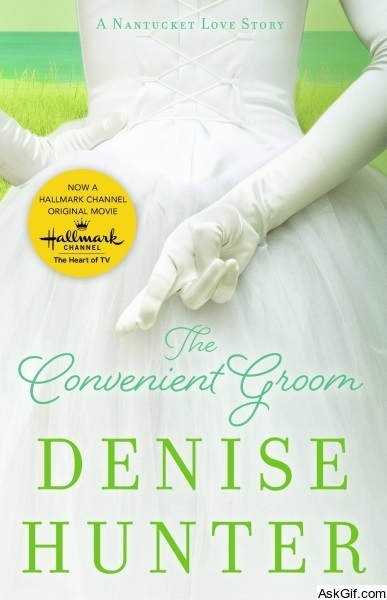 A Nantucket Love Story
NOW A
HALLMARK CHANNEL
ORIGINAL MOVIE
Hallmark
CHANNEL
The Heart of TV
The
Convenient Groom
DENISE
HUNTER
AskGif.com